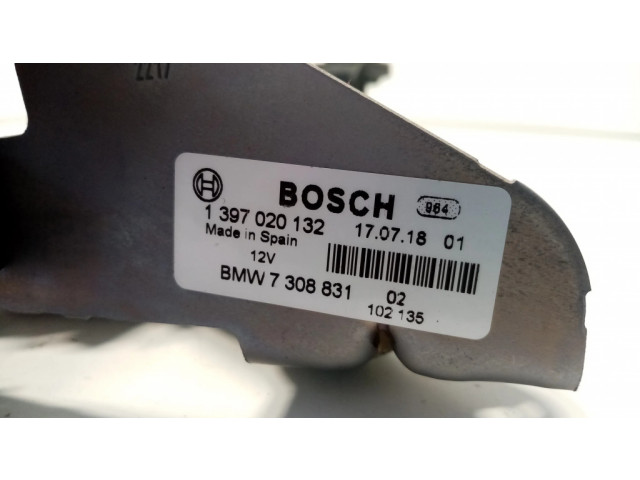 BOSCH 964
1 397 020 132 17.07.18 01
Made in Spain
12V
BMW 7 308 831 02
102 135